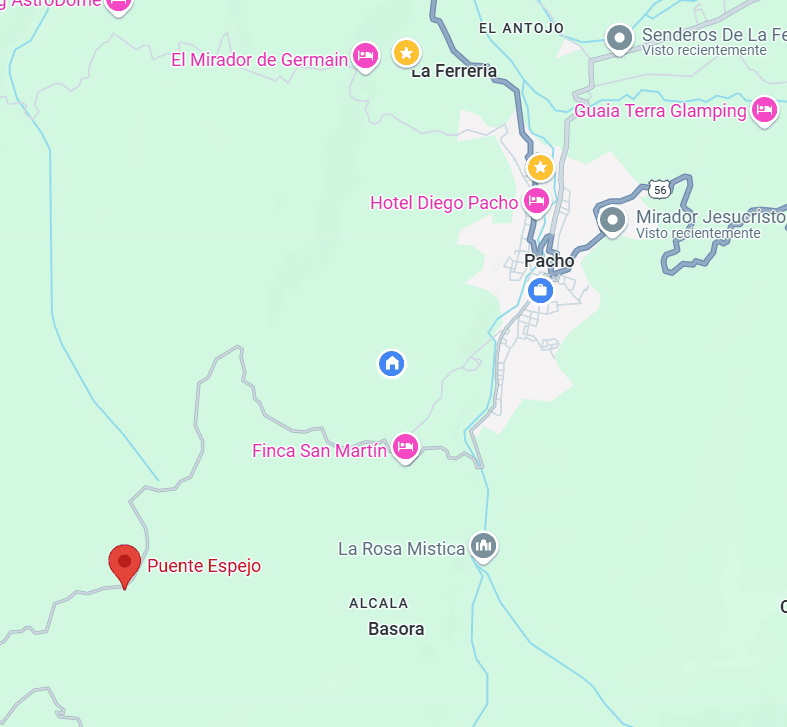 g AstroDome
EL ANTOJO
Senderos De La Fe
Visto recientemente
El Mirador de Germain
La Ferreria
Guaia Terra Glamping
56
Hotel Diego Pacho
Mirador Jesucristo
Visto recientemente
Pacho
Finca San Martín
La Rosa Mistica
Puente Espejo
ALCALA
Basora